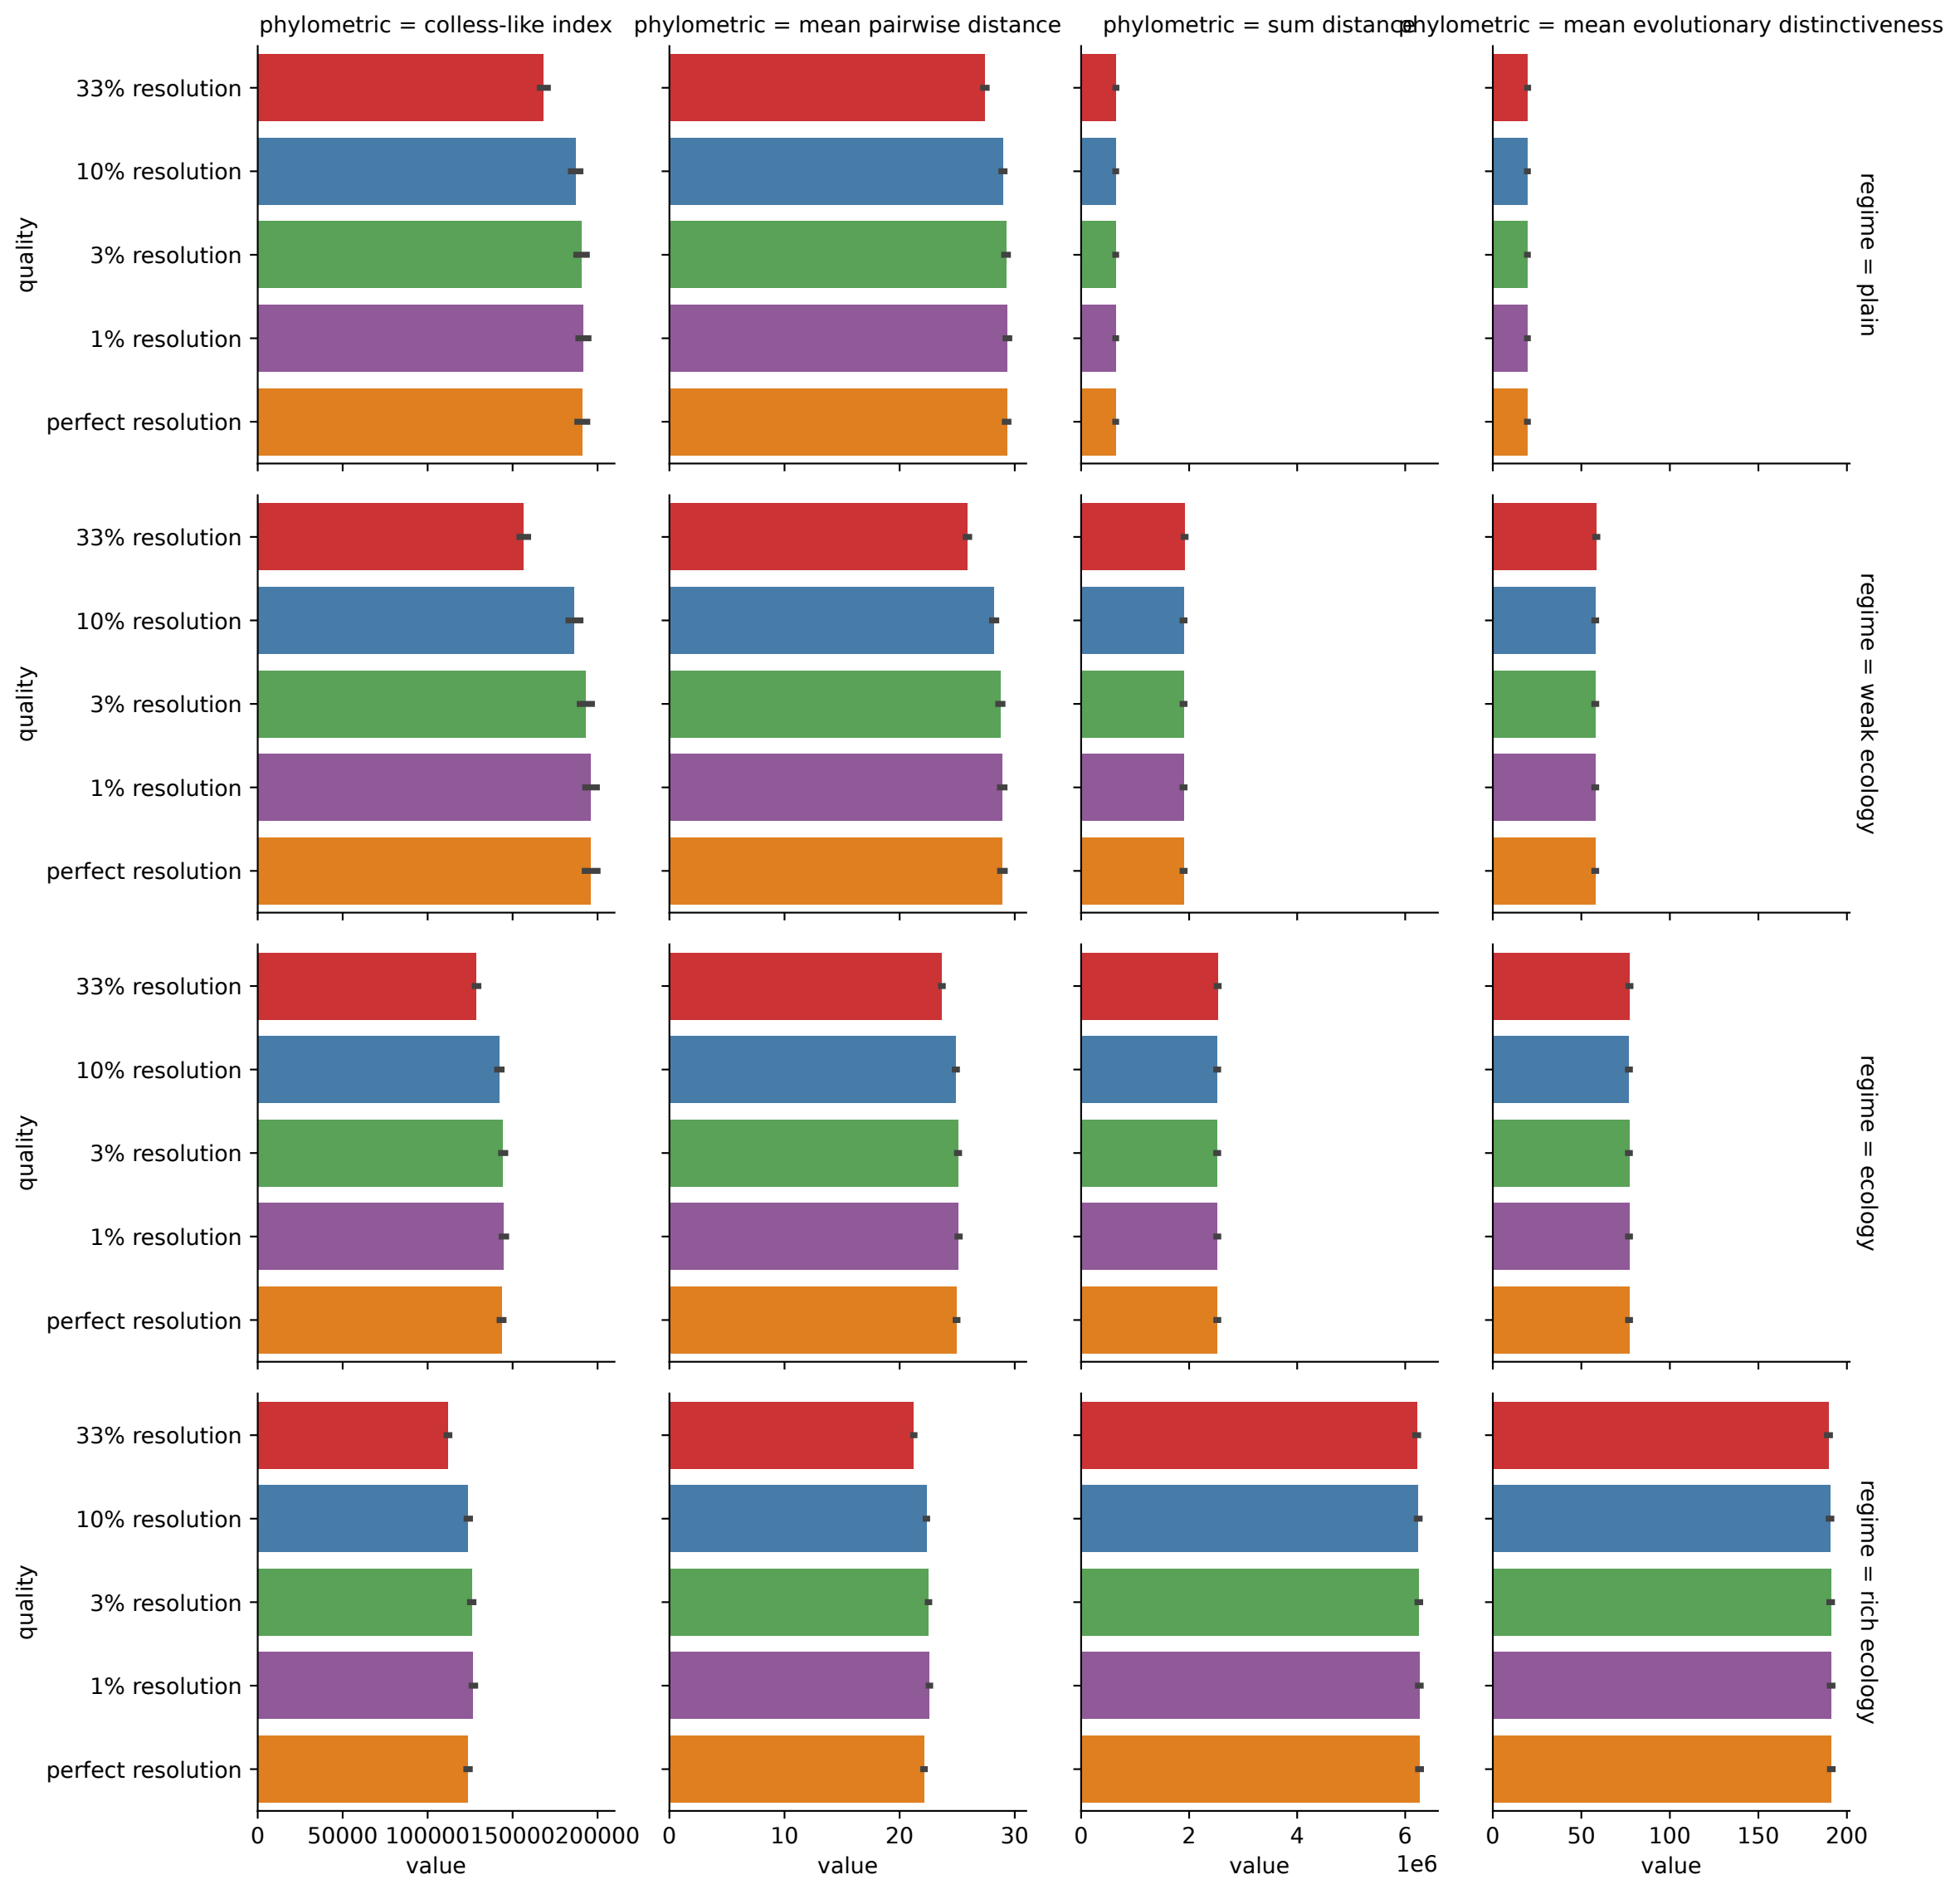 phylometric = colless-like index
phylometric = mean pairwise distance
phylometric = sum distance
phylometric = mean evolutionary distinctiveness
quality
33% resolution
10% resolution
3% resolution
1% resolution
perfect resolution
regime = plain
quality
33% resolution
10% resolution
3% resolution
1% resolution
perfect resolution
regime = weak ecology
quality
33% resolution
10% resolution
3% resolution
1% resolution
perfect resolution
regime = ecology
quality
33% resolution
10% resolution
3% resolution
1% resolution
perfect resolution
regime = rich ecology
0 50000 100000 150000 200000
value
0 10 20 30
value
0 2 4 6
1e6
value
0 50 100 150 200
value